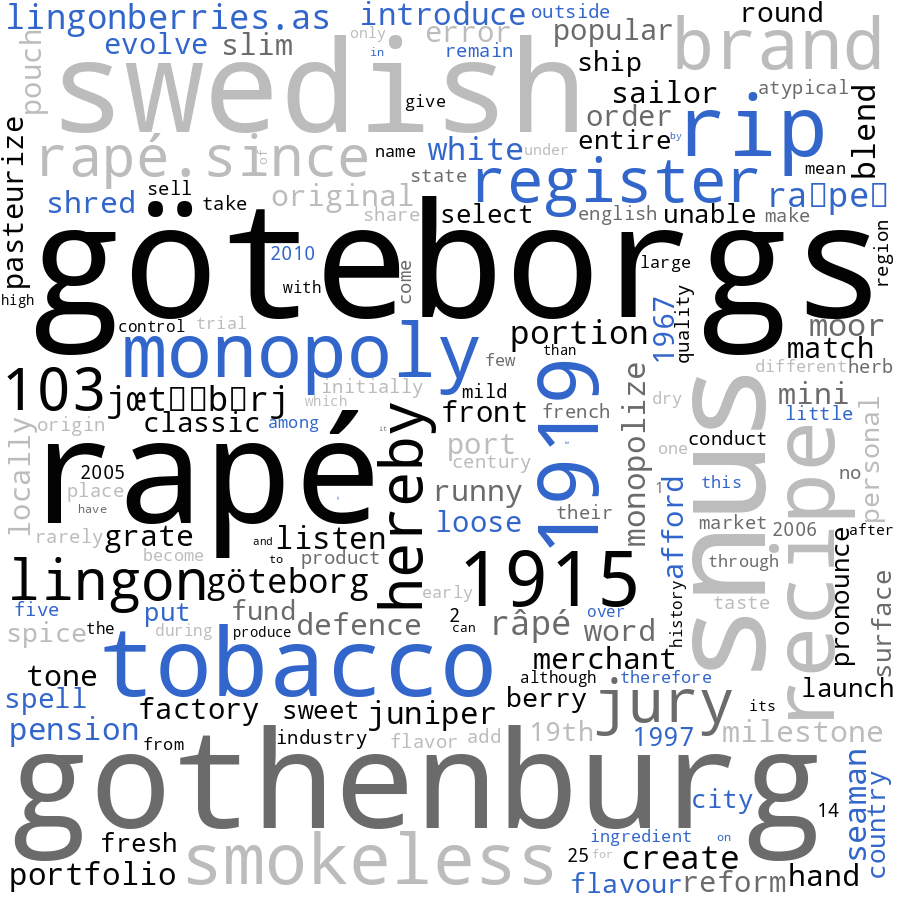 lingonberries.as
introduce
outside
round
only
error
popular
evolve
slim
in
remain
brand
pouch
swedish
ship
give
sailor
atypical
order
rip
blend
entire
by
pasteurize
rapé.since
of
name
white
under
mean
state
register
shred
sell
take
original
share
select
english
unable
make
region
göteborgs
2010
with
come
large
high
control
trial
monopoly
few
portion
than
1967
quality
moor
match
different
herb
103
initially
which
mild
front
french
1919
monopolize
dry
snus
mini
little
origin
classic
among
it
hereby
port
century
one
conduct
recipe
personal
locally
rapé
2005
place
have
runny
loose
their
1
afford
this
no
market
2006
after
rarely
grate
and
listen
to
product
become
through
pronounce
lingon
göteborg
early
1915
history
taste
surface
five
put
fund
defence
2
can
râpé
over
word
spice
the
during
produce
tobacco
merchant
tone
although
therefore
launch
spell
factory
sweet
juniper
berry
jury
its
pension
from
industry
flavor
add
19th
1997
milestone
gothenburg
city
14
seaman
country
fresh
smokeless
ingredient
on
25
for
create
portfolio
flavour
reform
hand